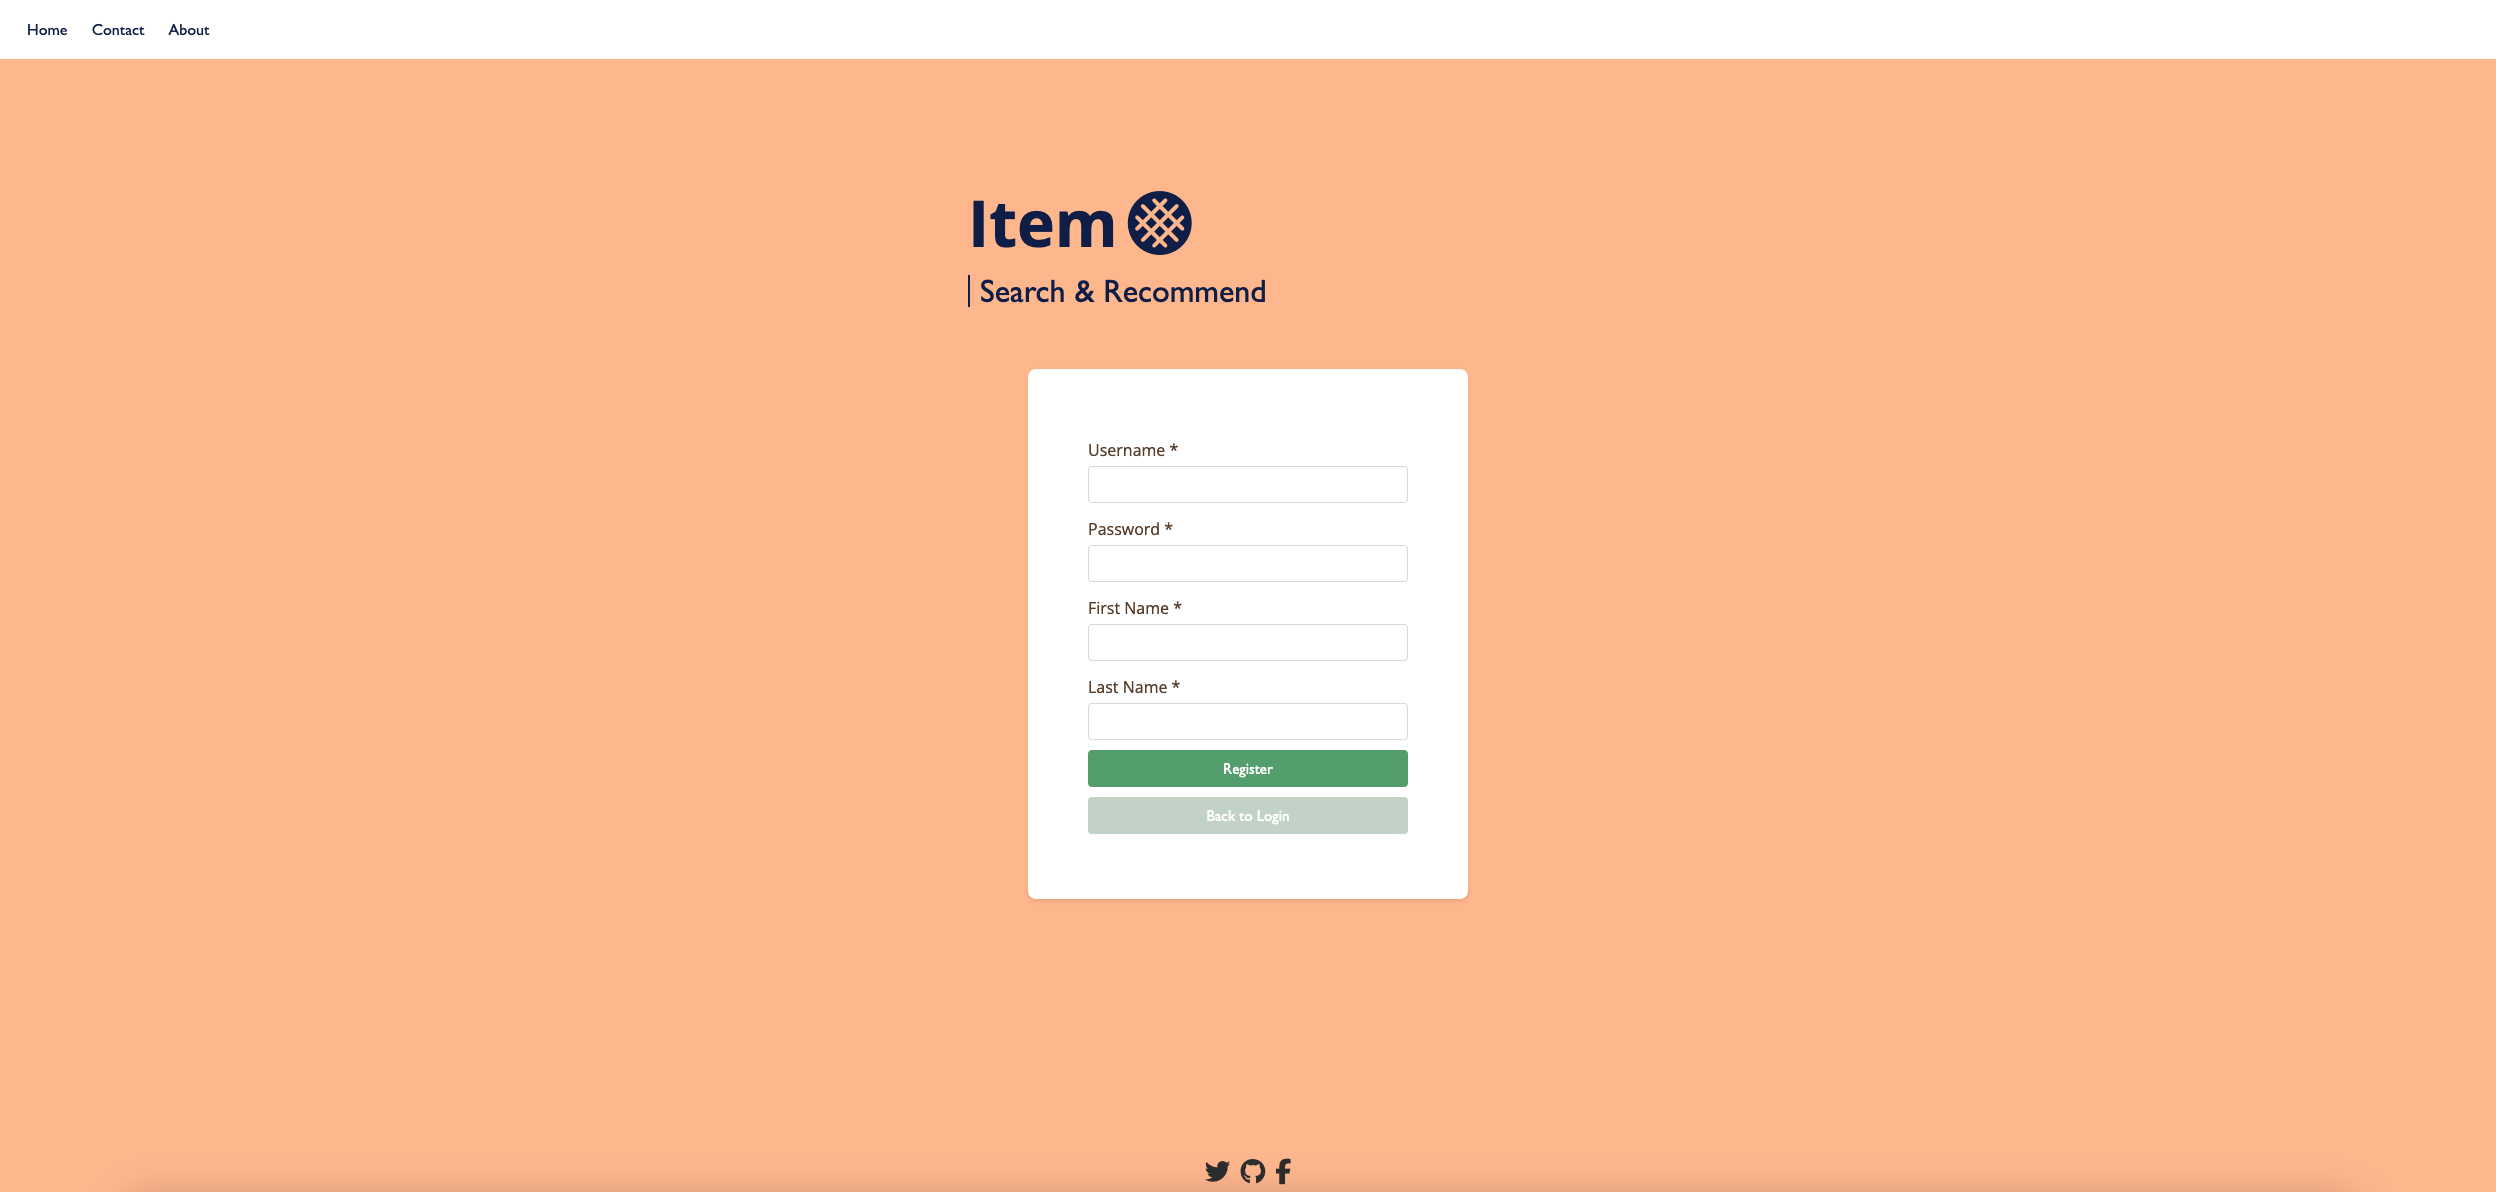 Home Contact About
Item
Search & Recommend
Username *
Password *
First Name *
Last Name *
Register
Back to Login